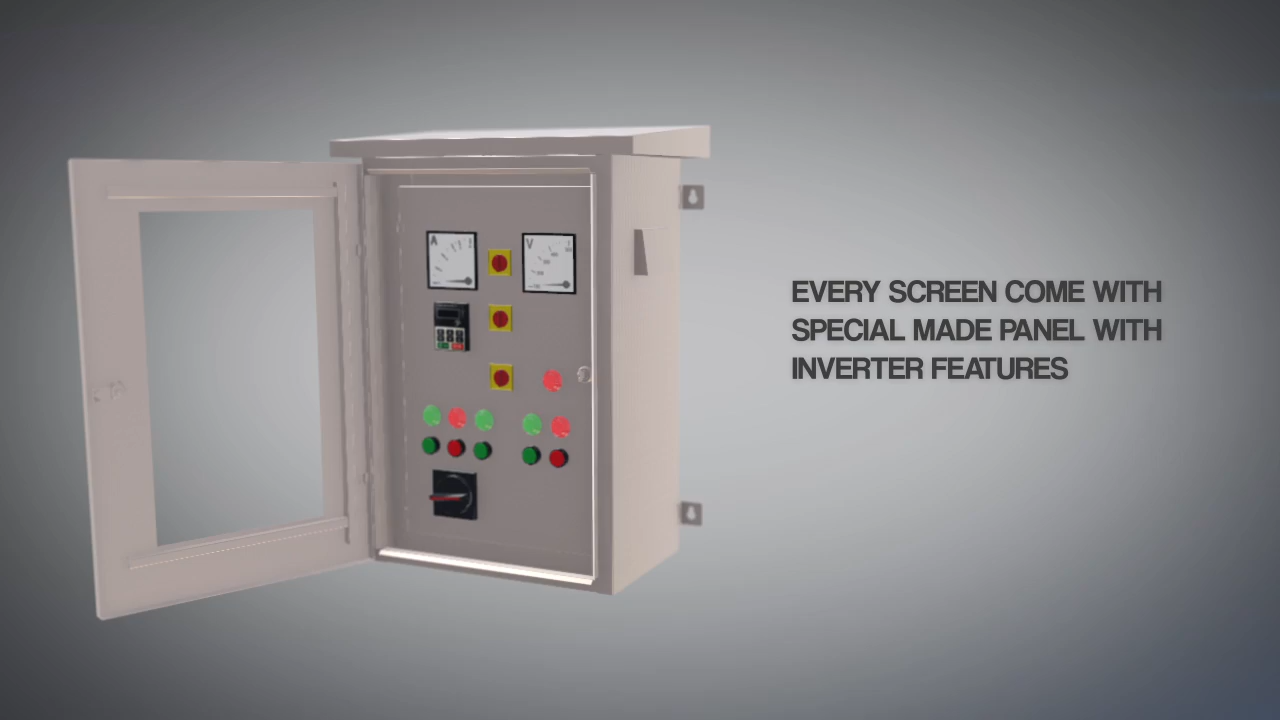 A
V
EVERY SCREEN COME WITH
SPECIAL MADE PANEL WITH
INVERTER FEATURES